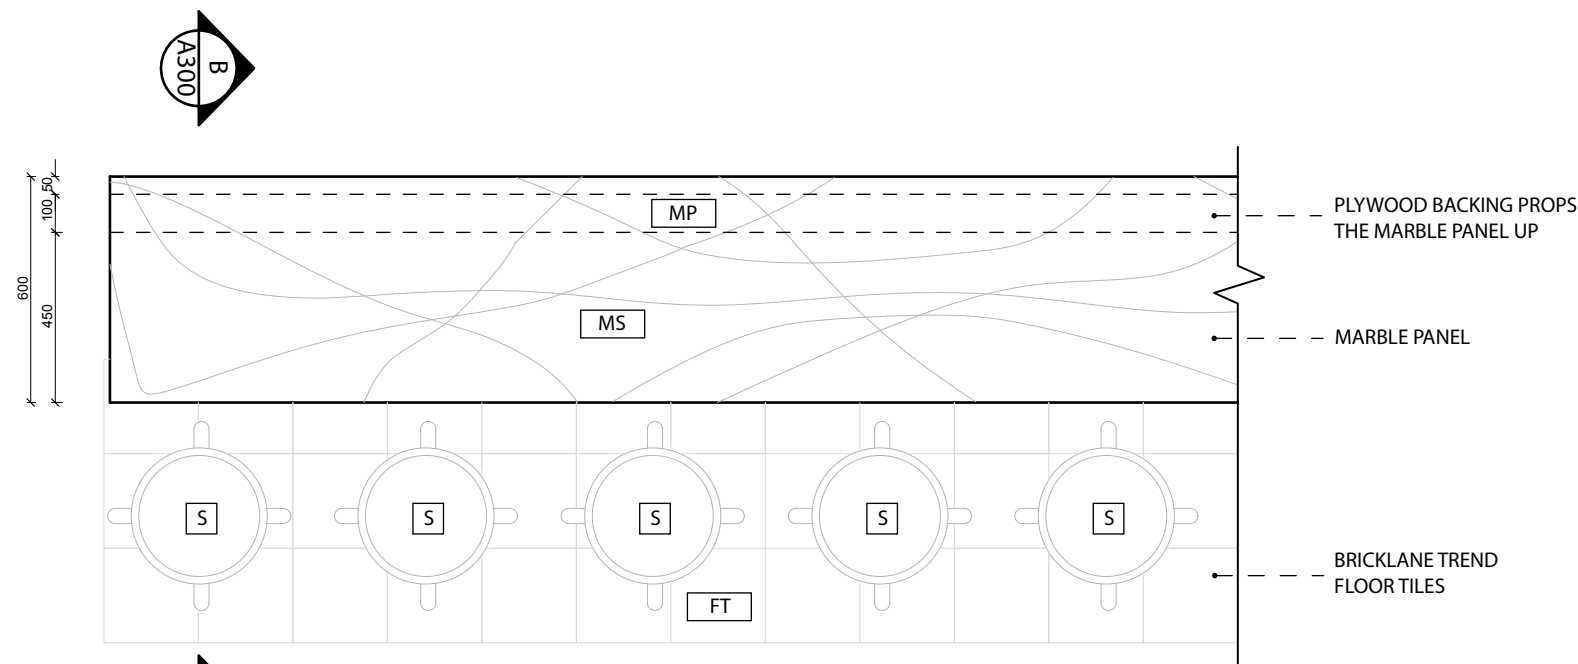 B
A300
50
100
600
450
MP
PLYWOOD BACKING PROPS
THE MARBLE PANEL UP
MS
MARBLE PANEL
S
S
S
S
S
BRICKLANE TREND
FLOOR TILES
FT